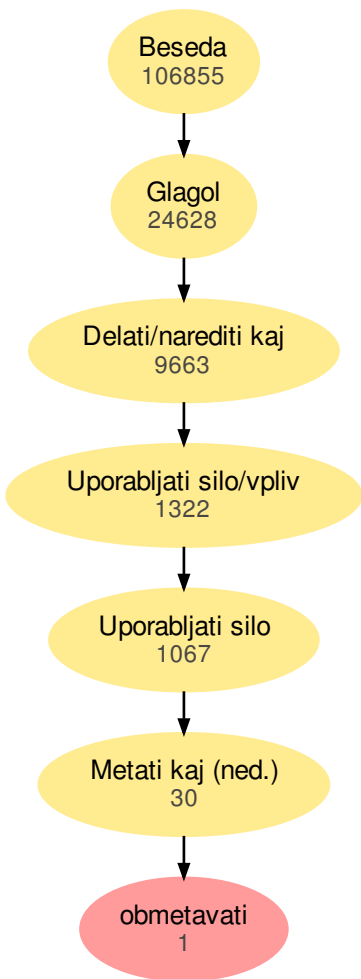 Beseda
106855
Glagol
24628
Delati/narediti kaj
9663
Uporabljati silo/vpliv
1322
Uporabljati silo
1067
Metati kaj (ned.)
30
obmetavati
1